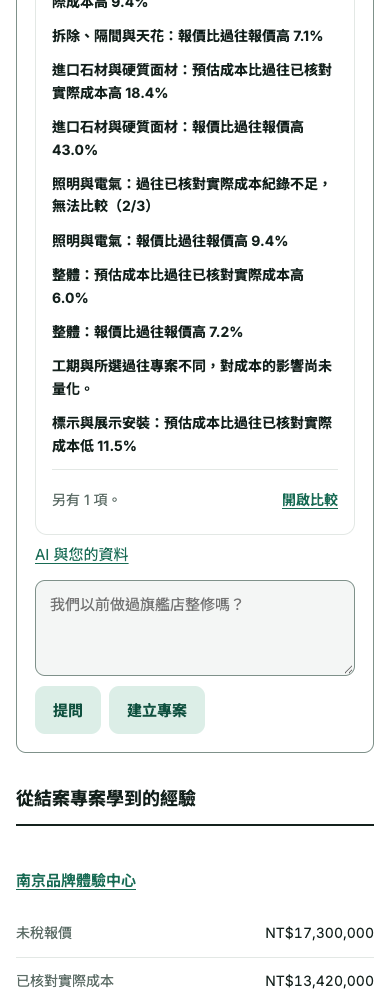 際成本高 9.4%
拆除、隔間與天花：報價比過往報價高 7.1%
進口石材與硬質面材：預估成本比過往已核對
實際成本高 18.4%
進口石材與硬質面材：報價比過往報價高
43.0%
照明與電氣：過往已核對實際成本紀錄不足，
無法比較（2/3）
照明與電氣：報價比過往報價高 9.4%
整體：預估成本比過往已核對實際成本高
6.0%
整體：報價比過往報價高 7.2%
工期與所選過往專案不同，對成本的影響尚未
量化。
標示與展示安裝：預估成本比過往已核對實際
成本低 11.5%
另有 1 項。 開啟比較
AI 與您的資料
我們以前做過旗艦店整修嗎？
提問 建立專案
從結案專案學到的經驗
南京品牌體驗中心
未稅報價 NT$17,300,000
已核對實際成本 NT$13,420,000